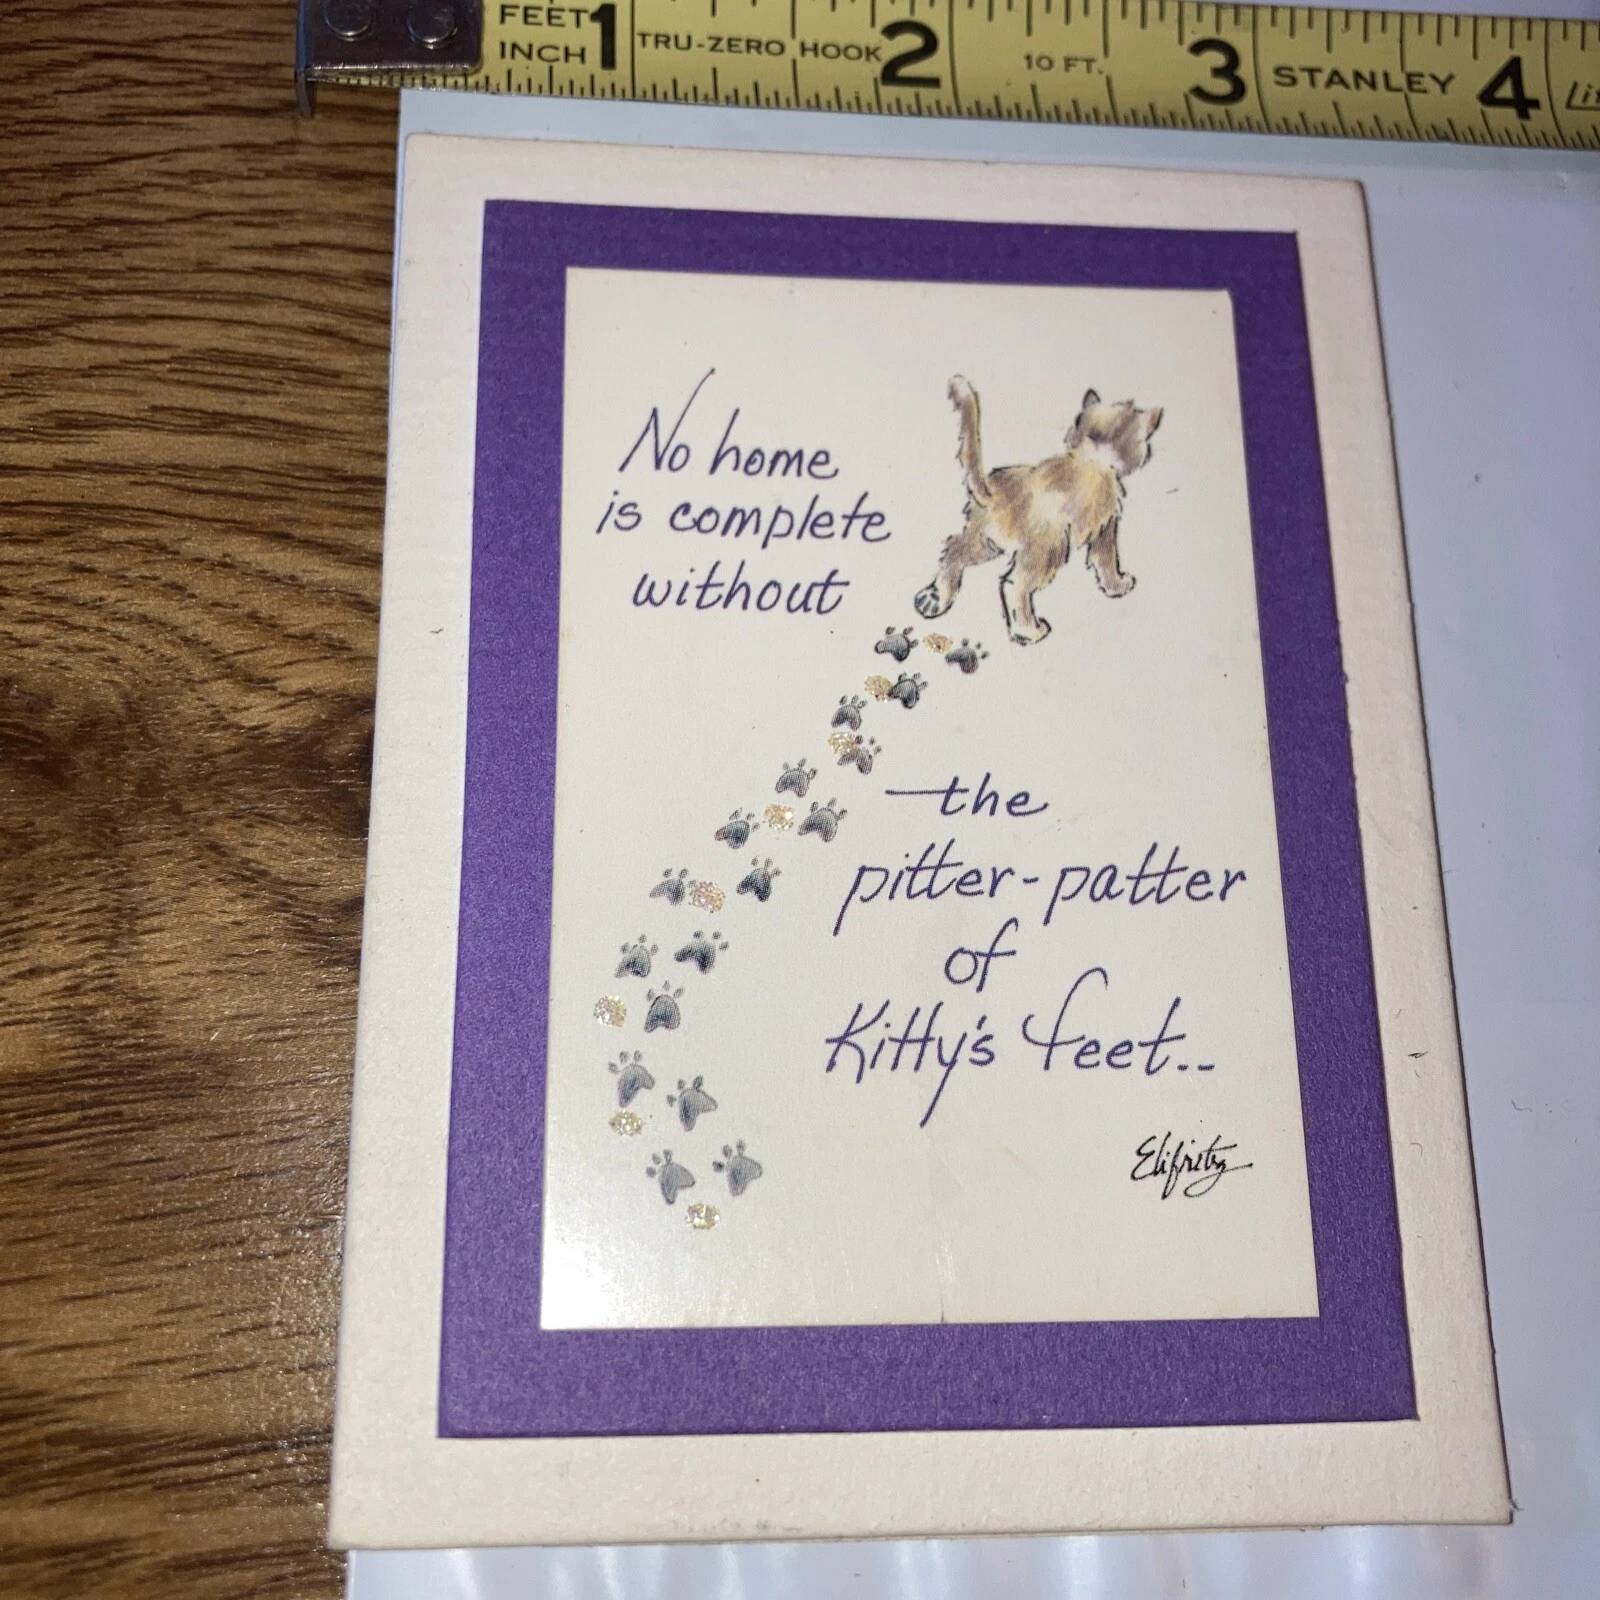 FEET 1 2 3 4
INCH TRU-ZERO HOOK 10 FT. STANLEY
No home
is complete
without
the
pitter-patter
of
Kitty's feet..
Elifritz